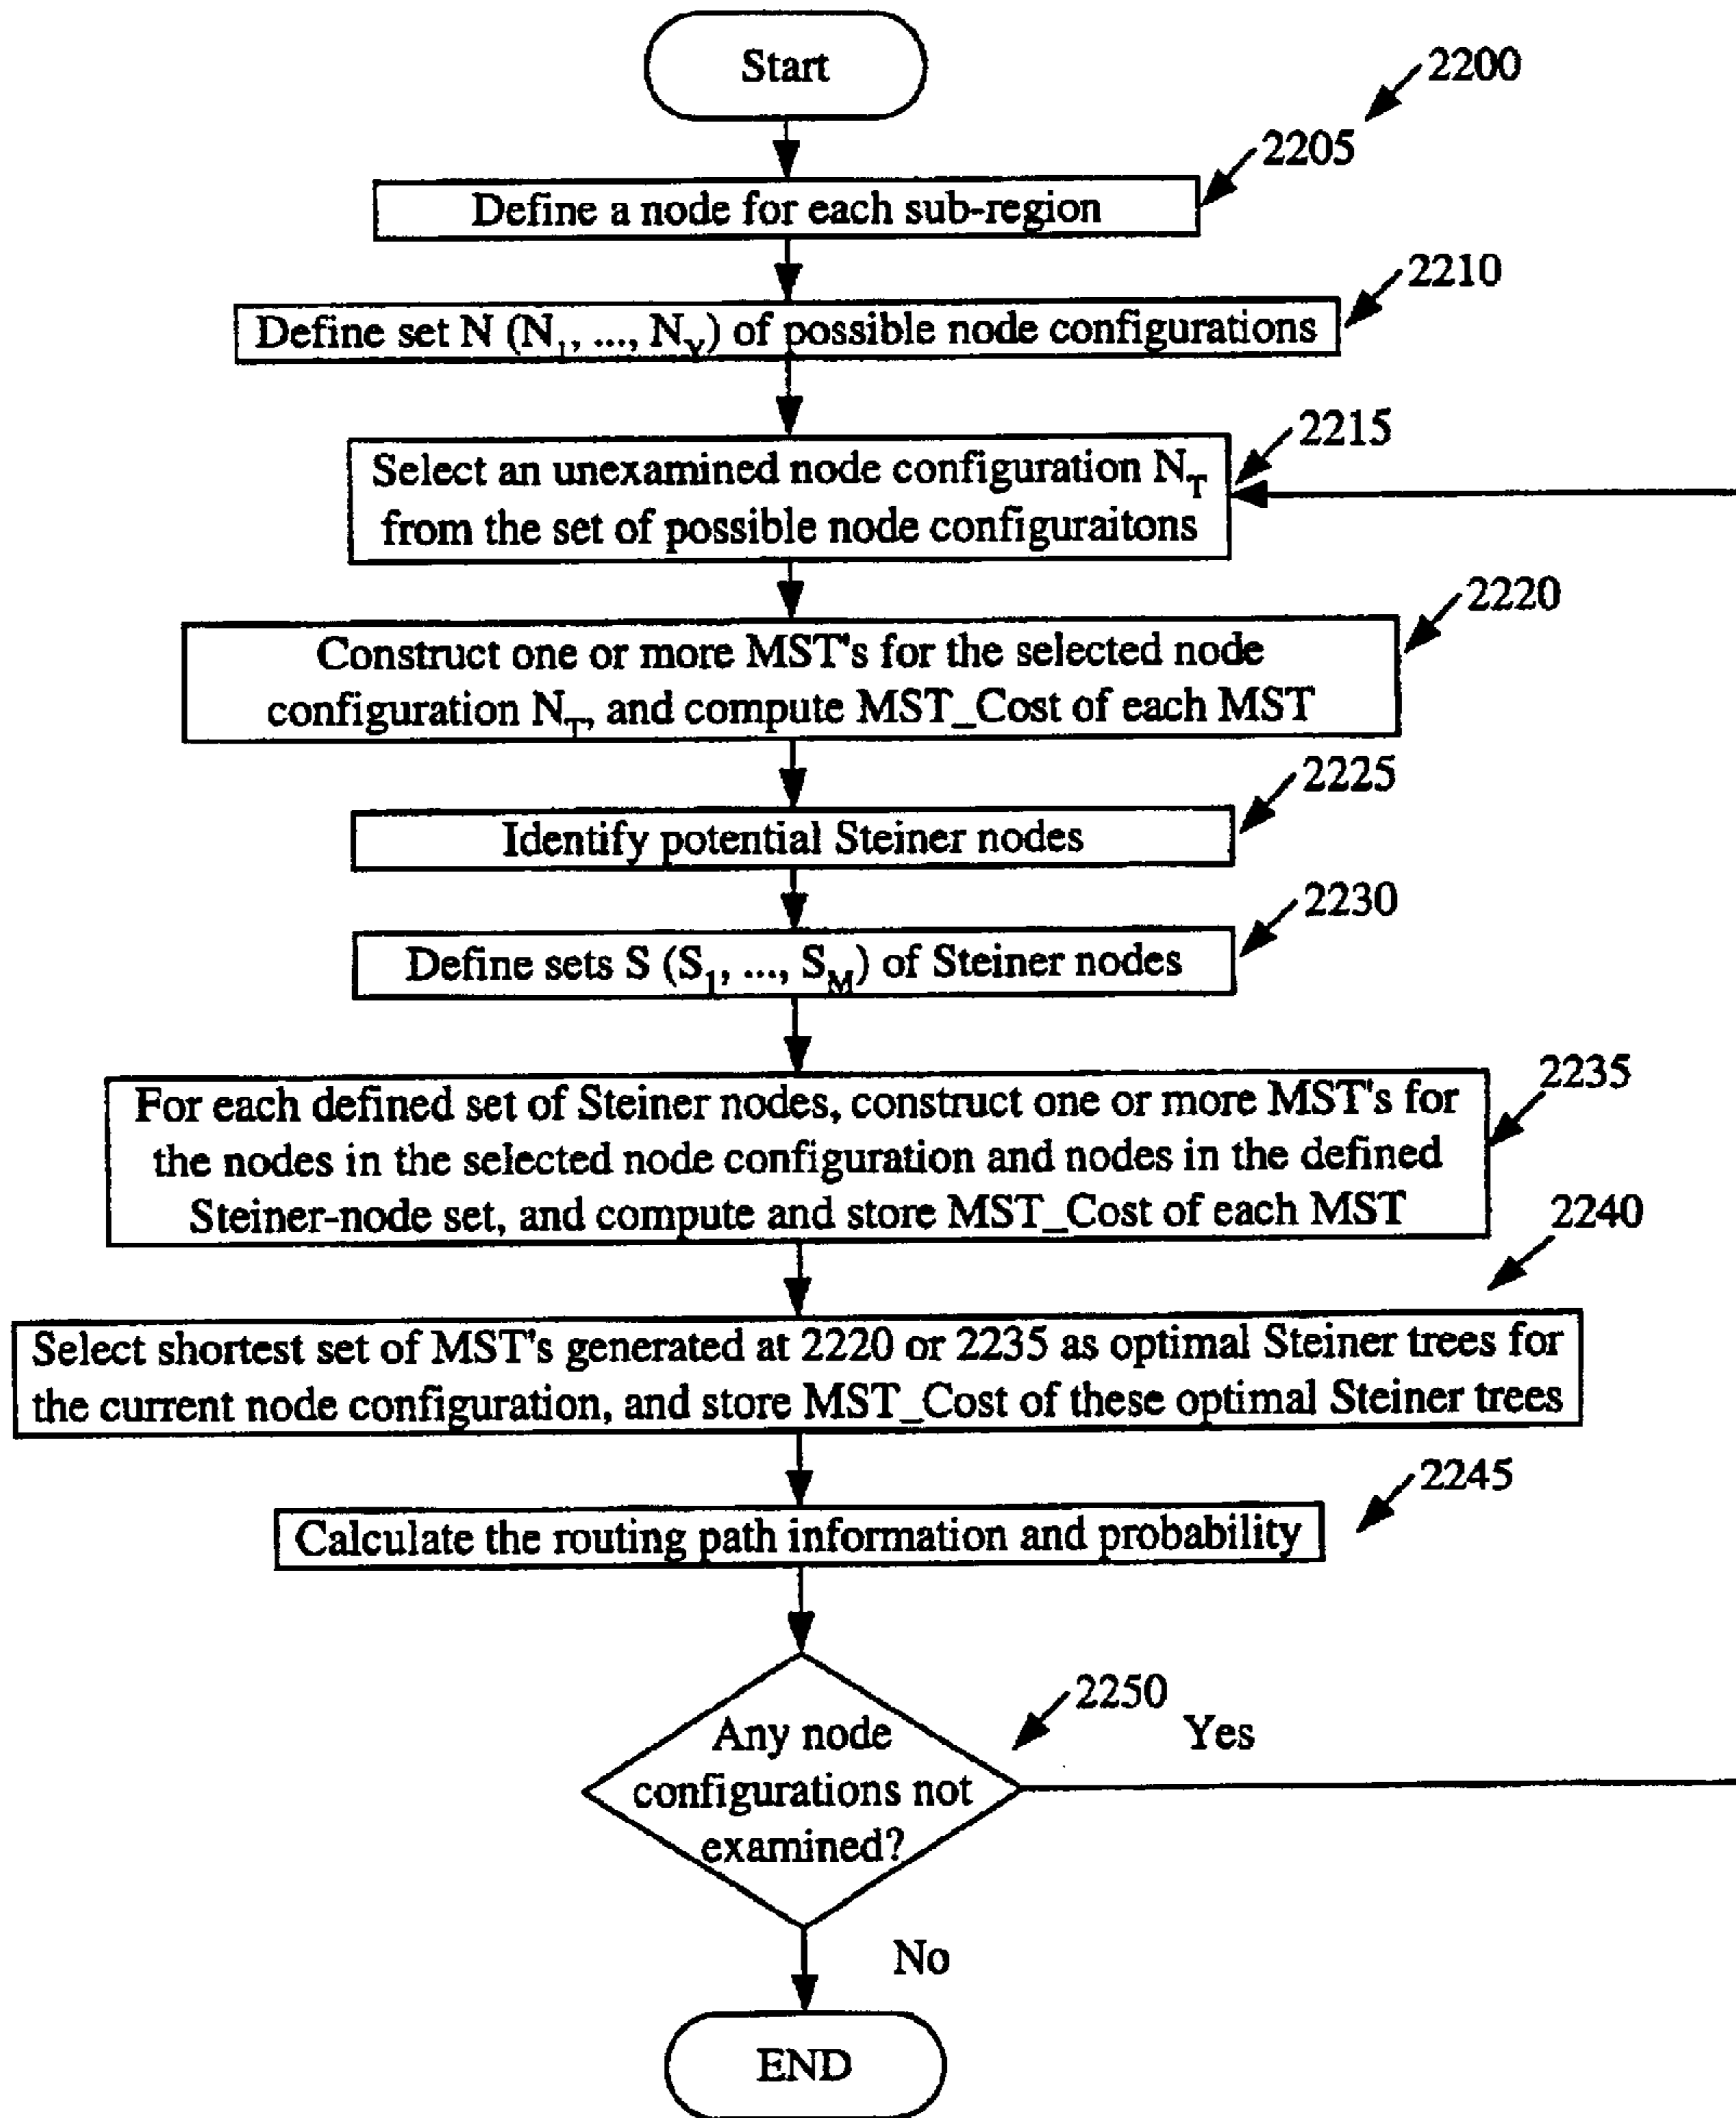 Start
2200
2205
Define a node for each sub-region
2210
Define set N (N1, ..., NY) of possible node configurations
2215
Select an unexamined node configuration NT
from the set of possible node configuraitons
2220
Construct one or more MST's for the selected node
configuration NT, and compute MST_Cost of each MST
2225
Identify potential Steiner nodes
2230
Define sets S (S1, ..., SM) of Steiner nodes
2235
For each defined set of Steiner nodes, construct one or more MST's for
the nodes in the selected node configuration and nodes in the defined
Steiner-node set, and compute and store MST_Cost of each MST
2240
Select shortest set of MST's generated at 2220 or 2235 as optimal Steiner trees for
the current node configuration, and store MST_Cost of these optimal Steiner trees
2245
Calculate the routing path information and probability
2250
Any node
configurations not
examined?
Yes
No
END